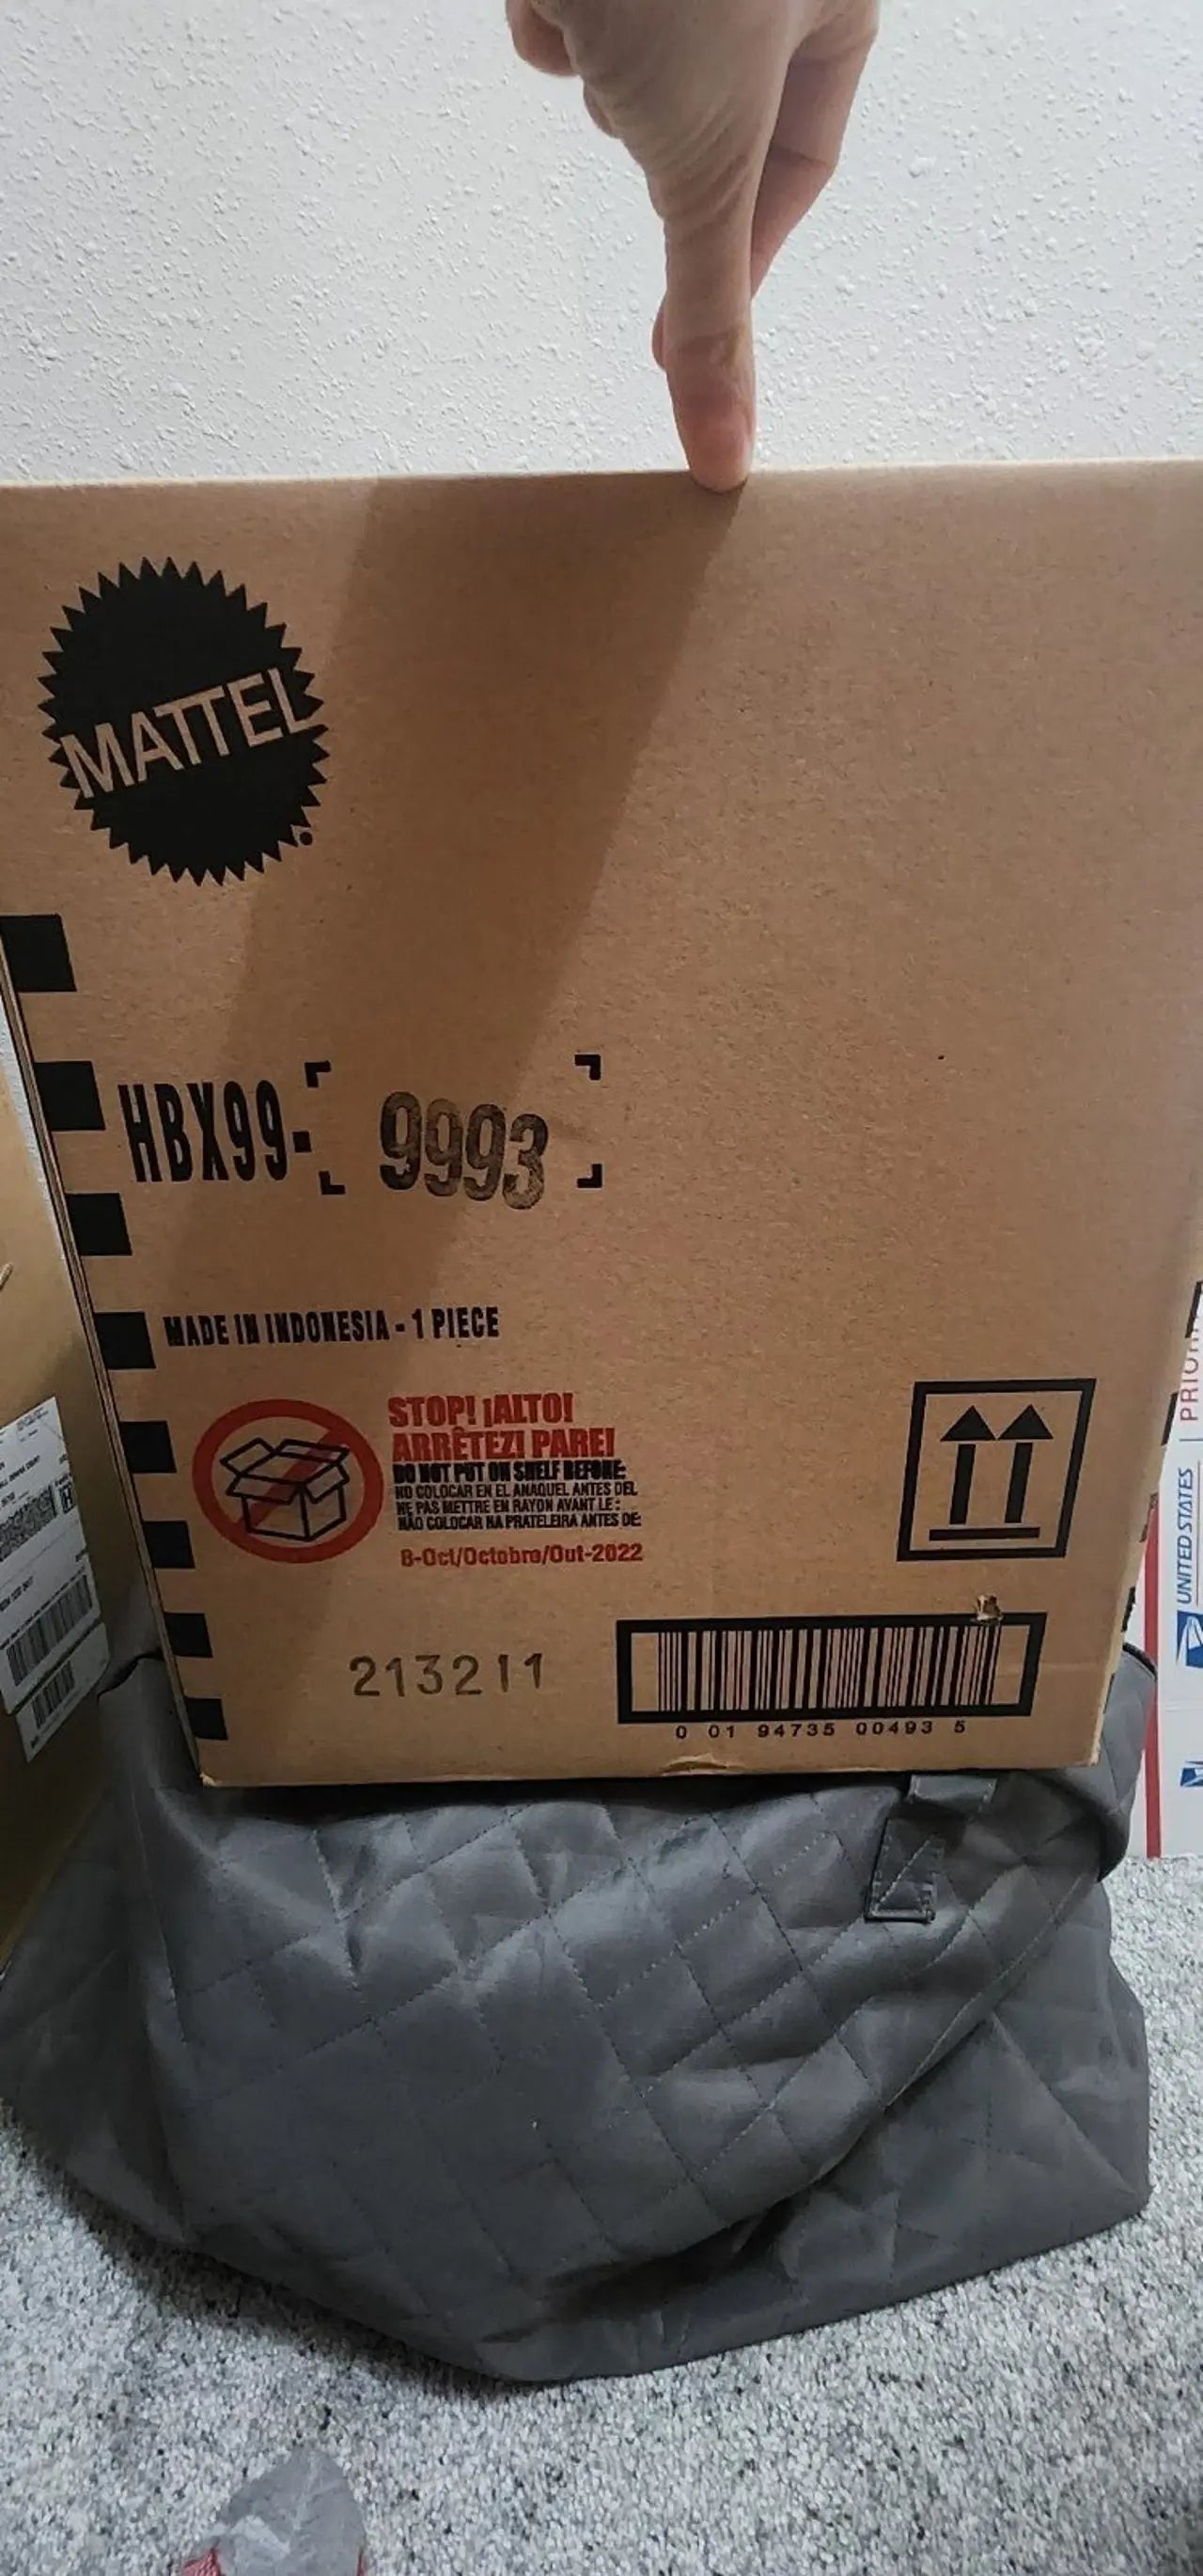 MATTEL
HBX99-[ 9993 ]
MADE IN INDONESIA - 1 PIECE
STOP! ¡ALTO!
ARRÊTEZ! PARE!
DO NOT PUT ON SHELF BEFORE:
NO COLOCAR EN EL ANAQUEL ANTES DEL
NE PAS METTRE EN RAYON AVANT LE:
NÃO COLOCAR NA PRATELEIRA ANTES DE:
8-Oct/Octobre/Out-2022
213211
0 01 94735 00493 5
UNITED STATES